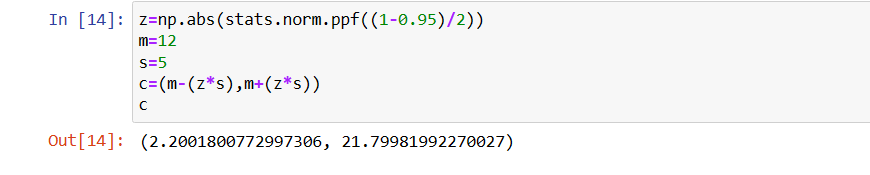 In [14]: z=np.abs(stats.norm.ppf((1-0.95)/2))
m=12
s=5
c=(m-(z*s),m+(z*s))
c
Out[14]: (2.2001800772997306, 21.79981992270027)